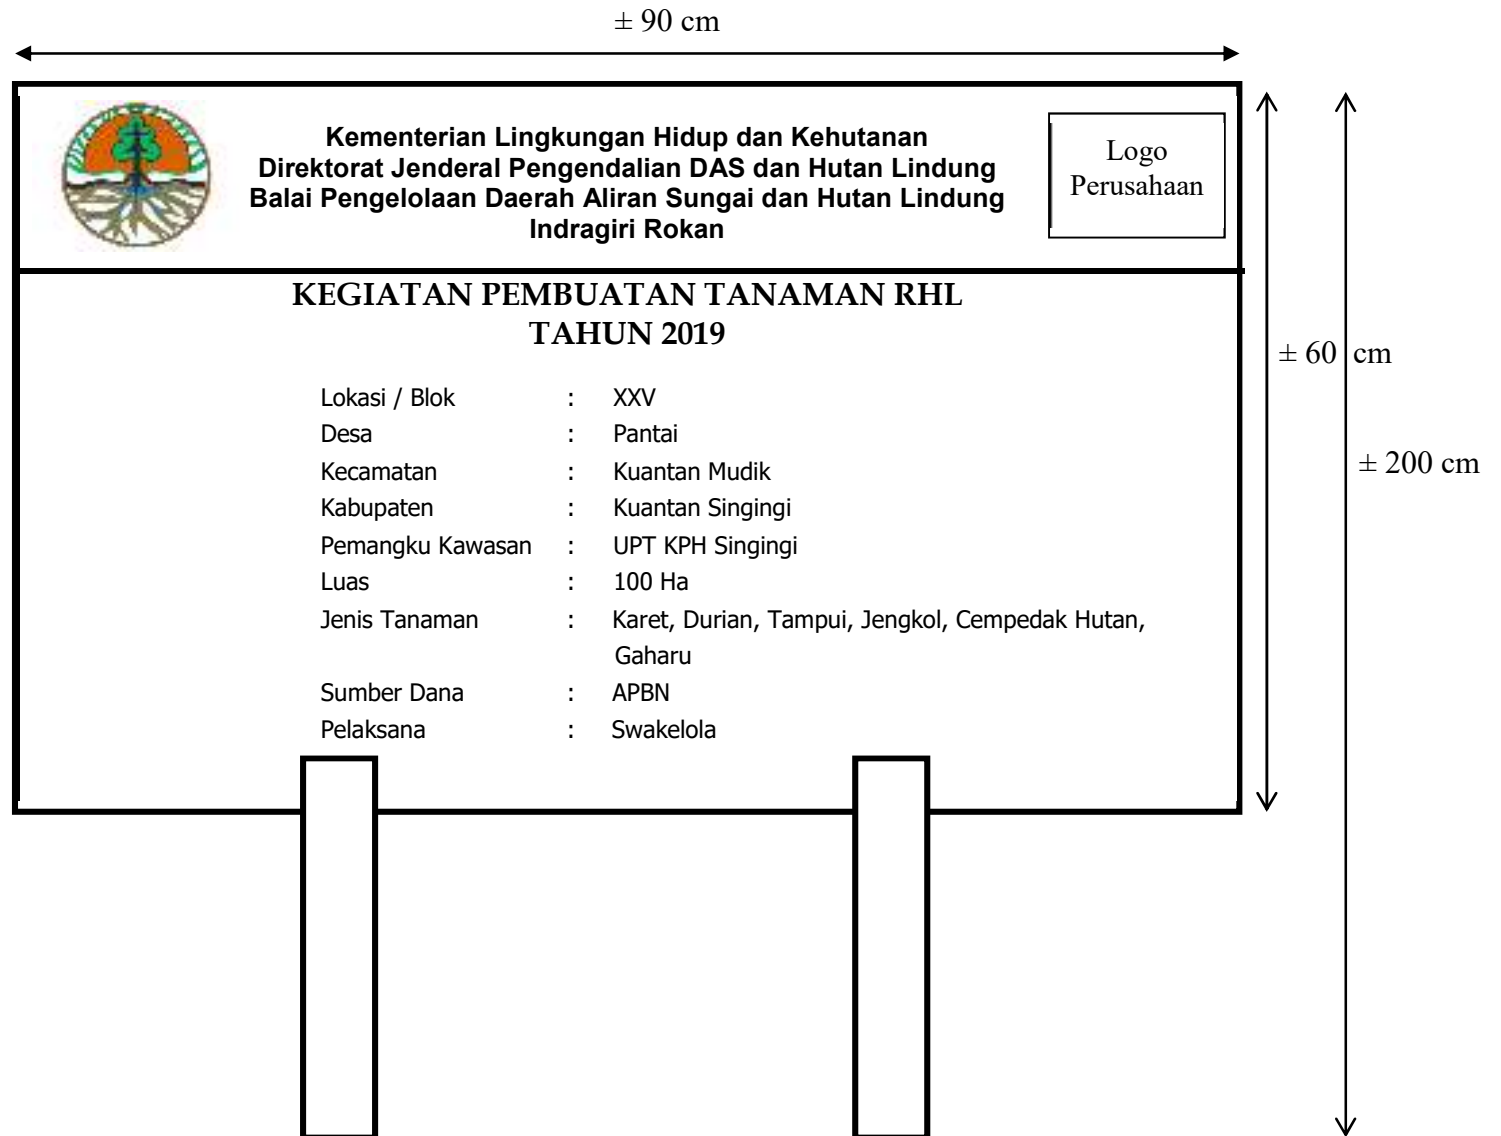 ± 90 cm
Kementerian Lingkungan Hidup dan Kehutanan
Direktorat Jenderal Pengendalian DAS dan Hutan Lindung
Balai Pengelolaan Daerah Aliran Sungai dan Hutan Lindung
Indragiri Rokan
Logo
Perusahaan
KEGIATAN PEMBUATAN TANAMAN RHL
TAHUN 2019
± 60 cm
± 200 cm
Lokasi / Blok : XXV
Desa : Pantai
Kecamatan : Kuantan Mudik
Kabupaten : Kuantan Singingi
Pemangku Kawasan : UPT KPH Singingi
Luas : 100 Ha
Jenis Tanaman : Karet, Durian, Tampui, Jengkol, Cempedak Hutan,
Gaharu
Sumber Dana : APBN
Pelaksana : Swakelola